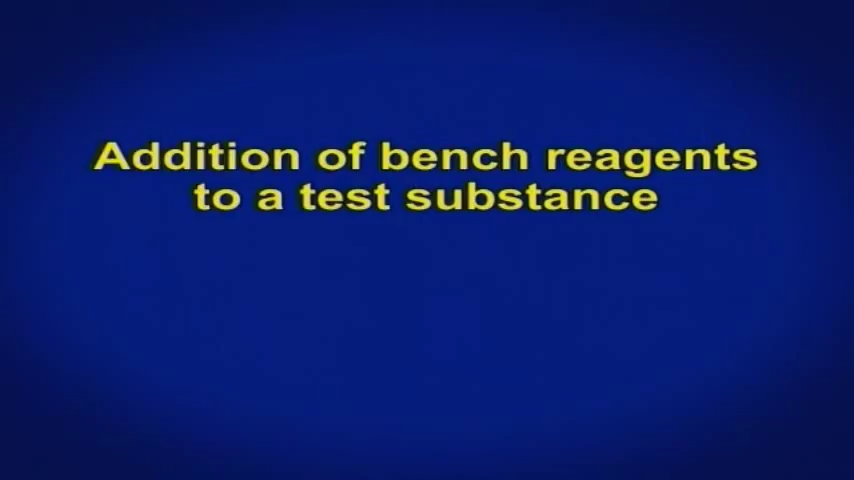 Addition of bench reagents
to a test substance